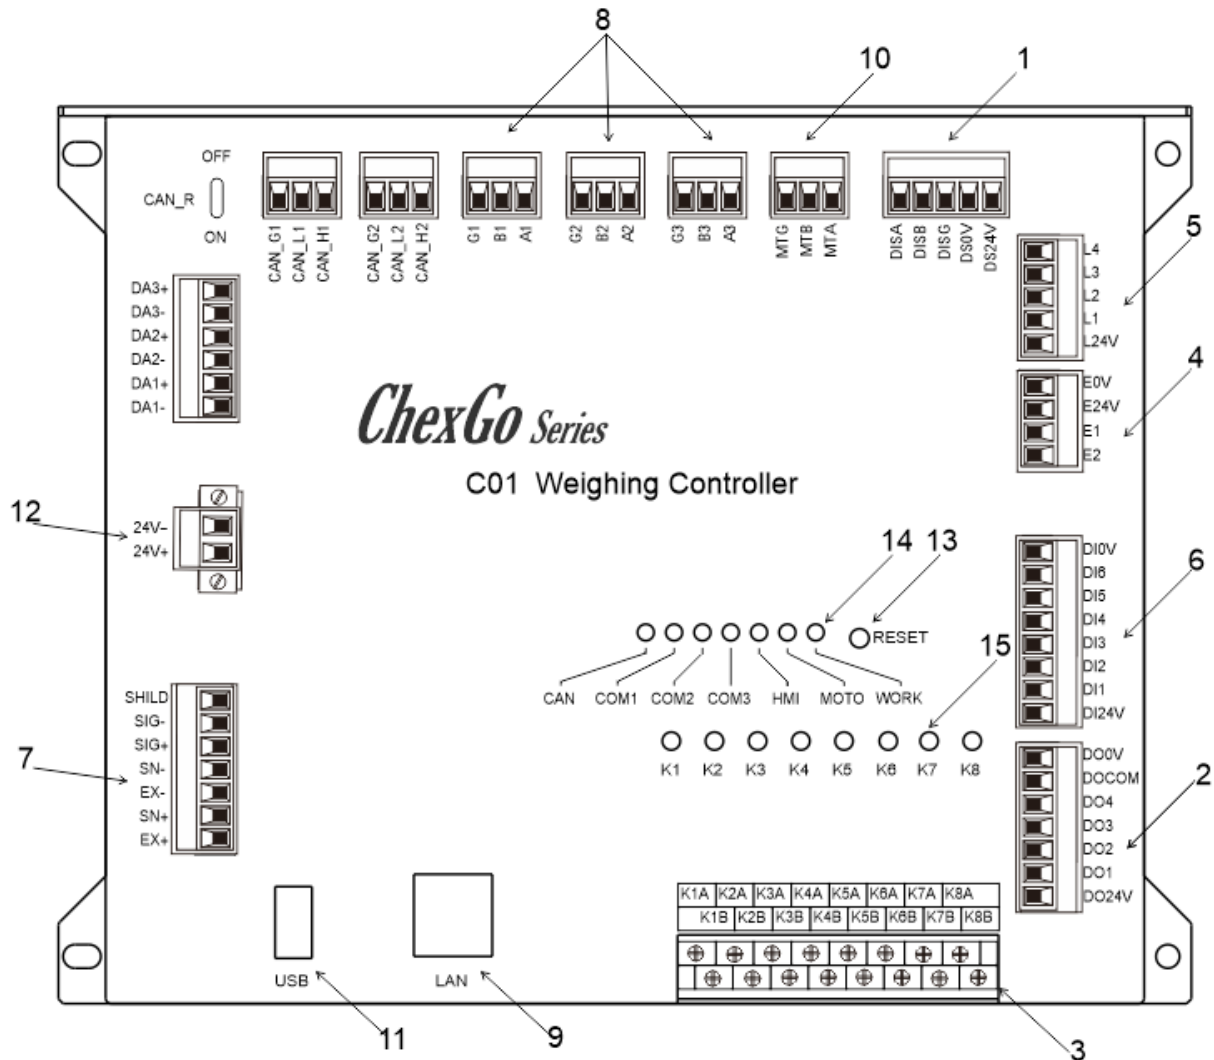 8
10
1
OFF
CAN_R
ON
CAN_G1
CAN_L1
CAN_H1
CAN_G2
CAN_L2
CAN_H2
G1
B1
A1
G2
B2
A2
G3
B3
A3
MTG
MTB
MTA
DISA
DISB
DISG
DS0V
DS24V
5
L4
L3
L2
L1
L24V
DA3+
DA3-
DA2+
DA2-
DA1+
DA1-
4
E0V
E24V
E1
E2
ChexGo Series
C01 Weighing Controller
12
24V-
24V+
14
13
RESET
CAN
COM1
COM2
COM3
HMI
MOTO
WORK
15
K1
K2
K3
K4
K5
K6
K7
K8
6
DI0V
DI6
DI5
DI4
DI3
DI2
DI1
DI24V
7
SHILD
SIG-
SIG+
SN-
EX-
SN+
EX+
2
DO0V
DOCOM
DO4
DO3
DO2
DO1
DO24V
K1A K2A K3A K4A K5A K6A K7A K8A
K1B K2B K3B K4B K5B K6B K7B K8B
USB
LAN
11
9
3